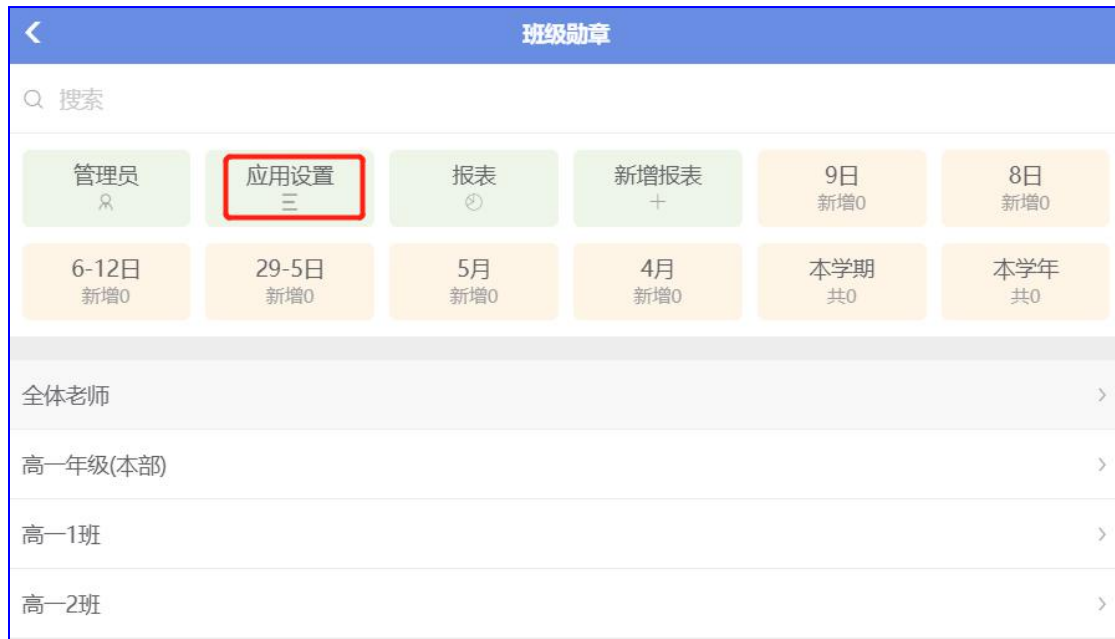 班级勋章
搜索
管理员 应用设置 报表 新增报表 9日 8日
新增0 新增0
6-12日 29-5日 5月 4月 本学期 本学年
新增0 新增0 新增0 新增0 共0 共0
全体老师
高一年级(本部)
高一1班
高一2班